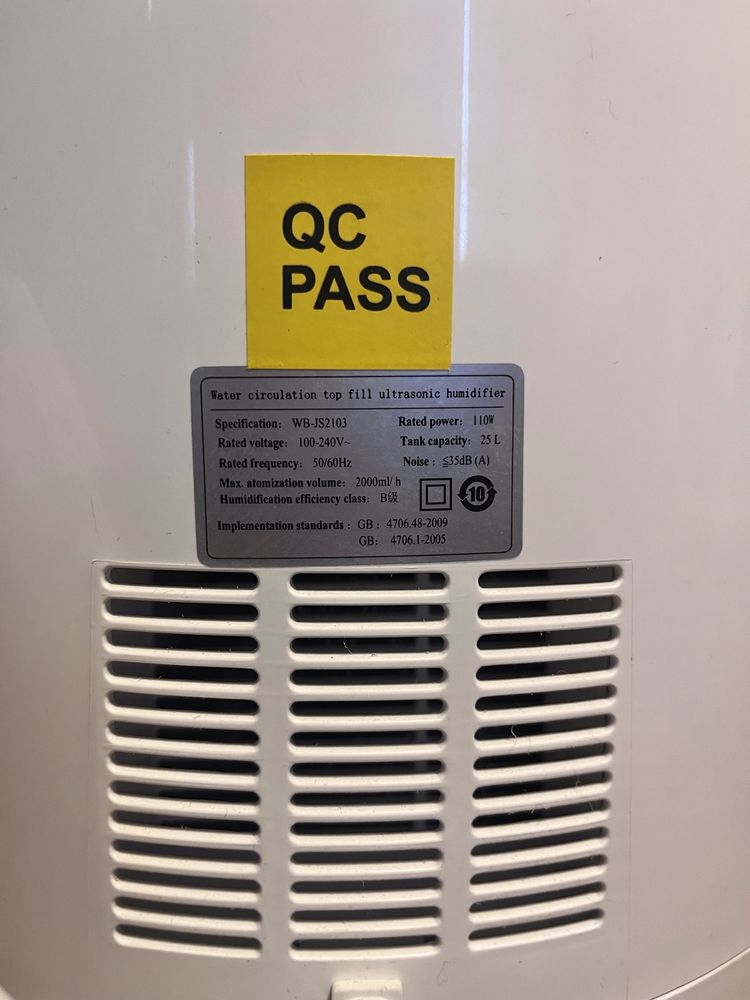 QC
PASS
Water circulation top fill ultrasonic humidifier
Specification: WB-JS2103 Rated power: 110W
Rated voltage: 100-240V~ Tank capacity: 25 L
Rated frequency: 50/60Hz Noise : ≤35dB (A)
Max. atomization volume: 2000ml/ h
Humidification efficiency class: B级
10
Implementation standards : GB : 4706.48-2009
GB: 4706.1-2005